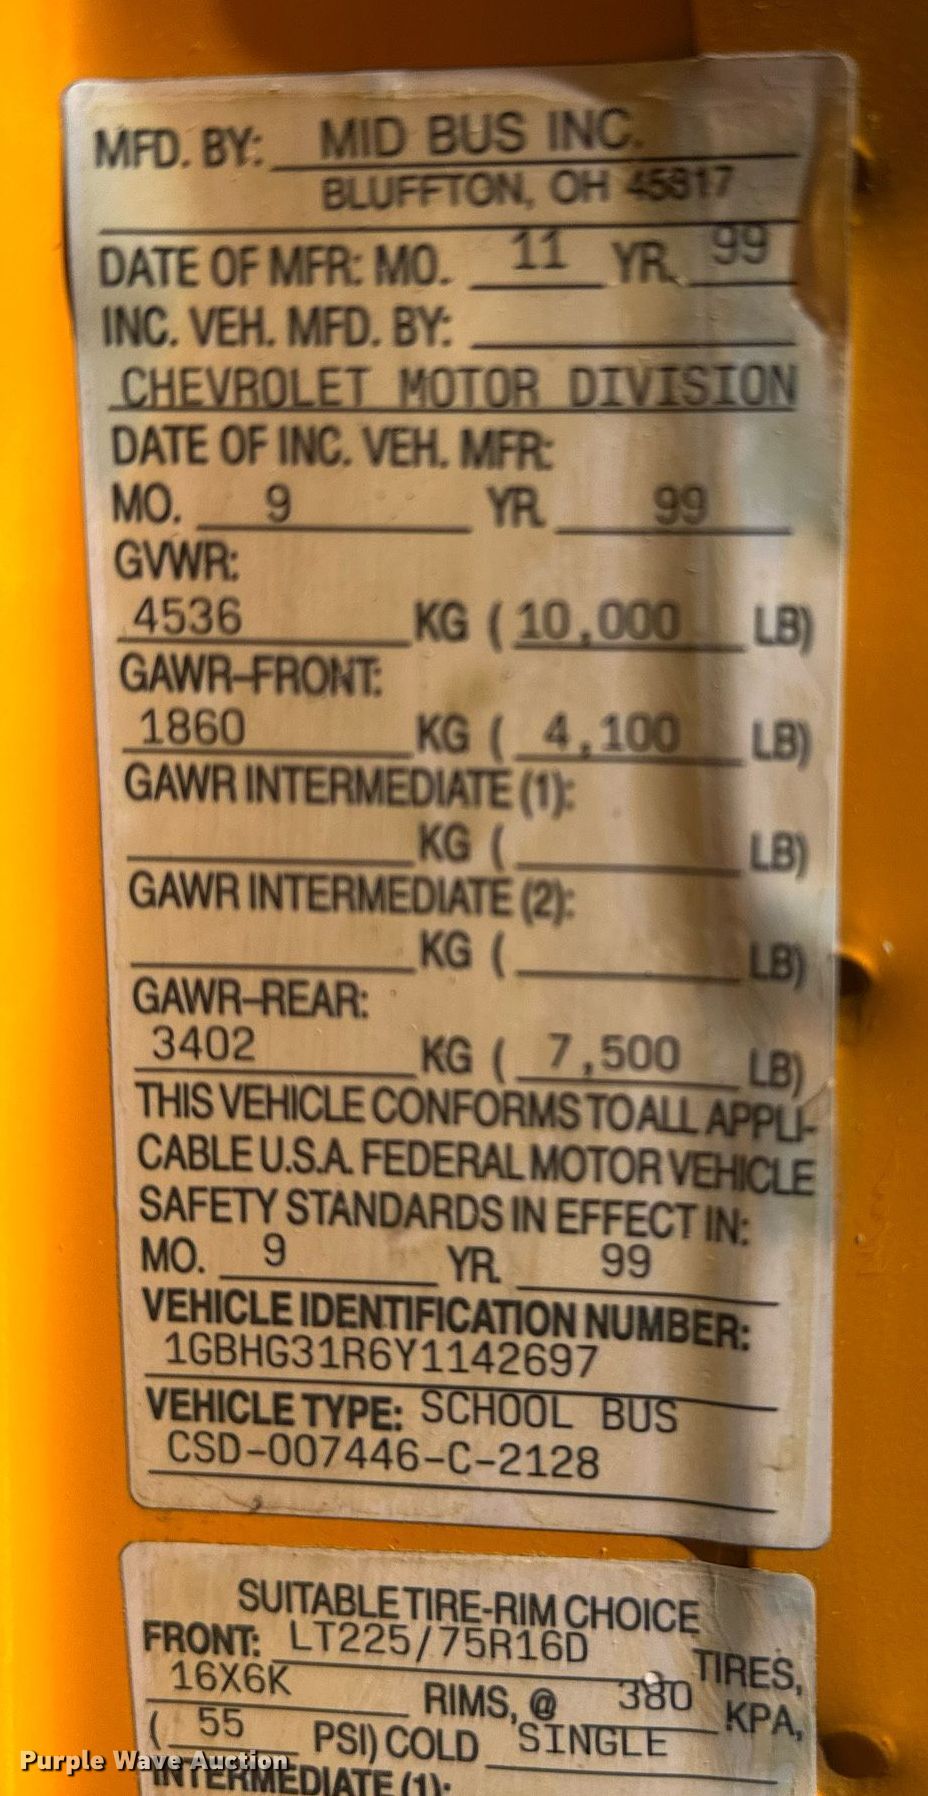 MFD. BY: MID BUS INC.
BLUFFTON, OH 45817
DATE OF MFR: MO. 11 YR. 99
INC. VEH. MFD. BY:
CHEVROLET MOTOR DIVISION
DATE OF INC. VEH. MFR:
MO. 9 YR. 99
GVWR:
4536 KG ( 10,000 LB)
GAWR-FRONT:
1860 KG ( 4,100 LB)
GAWR INTERMEDIATE (1):
KG ( LB)
GAWR INTERMEDIATE (2):
KG ( LB)
GAWR-REAR:
3402 KG ( 7,500 LB)
THIS VEHICLE CONFORMS TO ALL APPLI-
CABLE U.S.A. FEDERAL MOTOR VEHICLE
SAFETY STANDARDS IN EFFECT IN:
MO. 9 YR. 99
VEHICLE IDENTIFICATION NUMBER:
1GBHG31R6Y1142697
VEHICLE TYPE: SCHOOL BUS
CSD-007446-C-2128
SUITABLE TIRE-RIM CHOICE
FRONT: LT225/75R16D TIRES,
16X6K RIMS, @ 380 KPA,
( 55 PSI) COLD SINGLE
INTERMEDIATE (1):
Purple Wave Auction